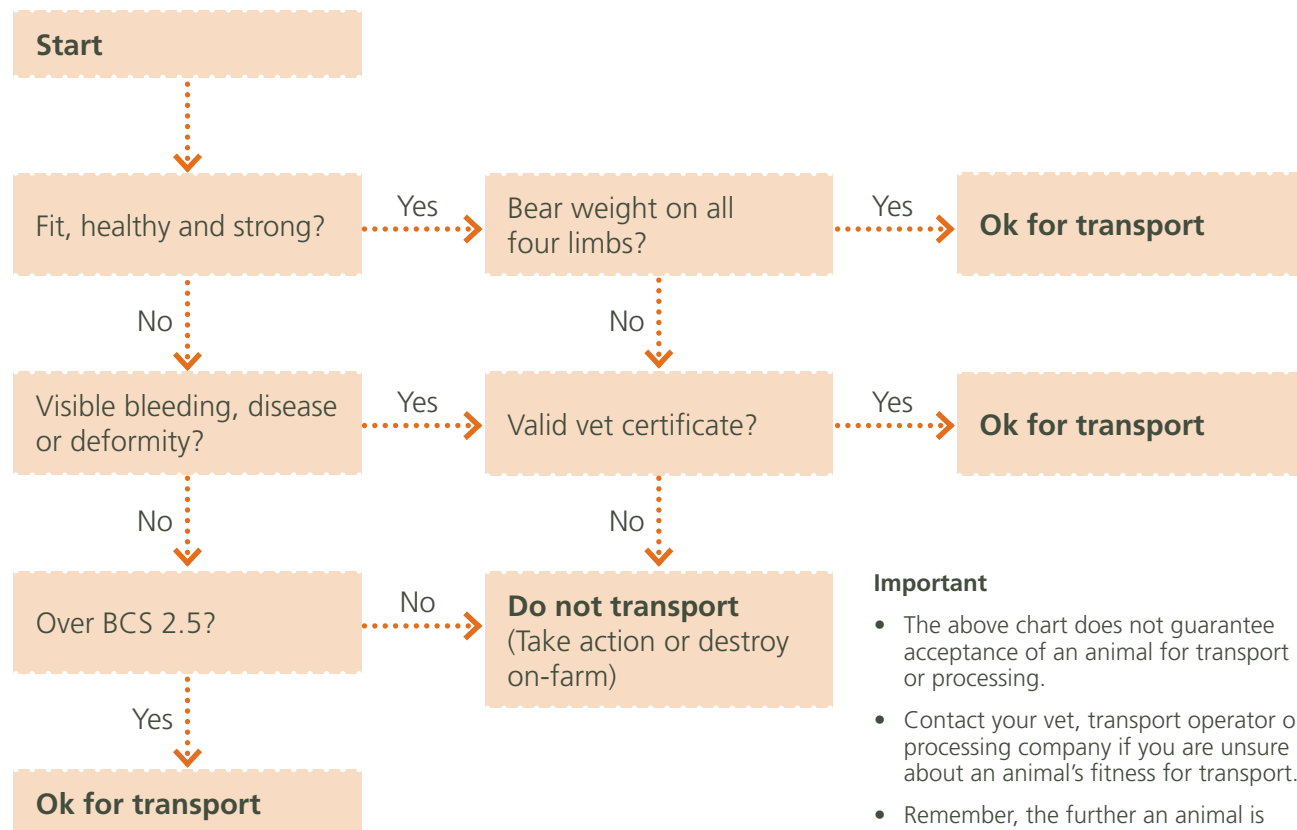 Start
Fit, healthy and strong?
Yes
Bear weight on all
four limbs?
Yes
Ok for transport
No
No
Visible bleeding, disease
or deformity?
Yes
Valid vet certificate?
Yes
Ok for transport
No
No
Over BCS 2.5?
No
Do not transport
(Take action or destroy
on-farm)
Yes
Ok for transport
Important
• The above chart does not guarantee
acceptance of an animal for transport
or processing.
• Contact your vet, transport operator o
processing company if you are unsure
about an animal's fitness for transport.
• Remember, the further an animal is